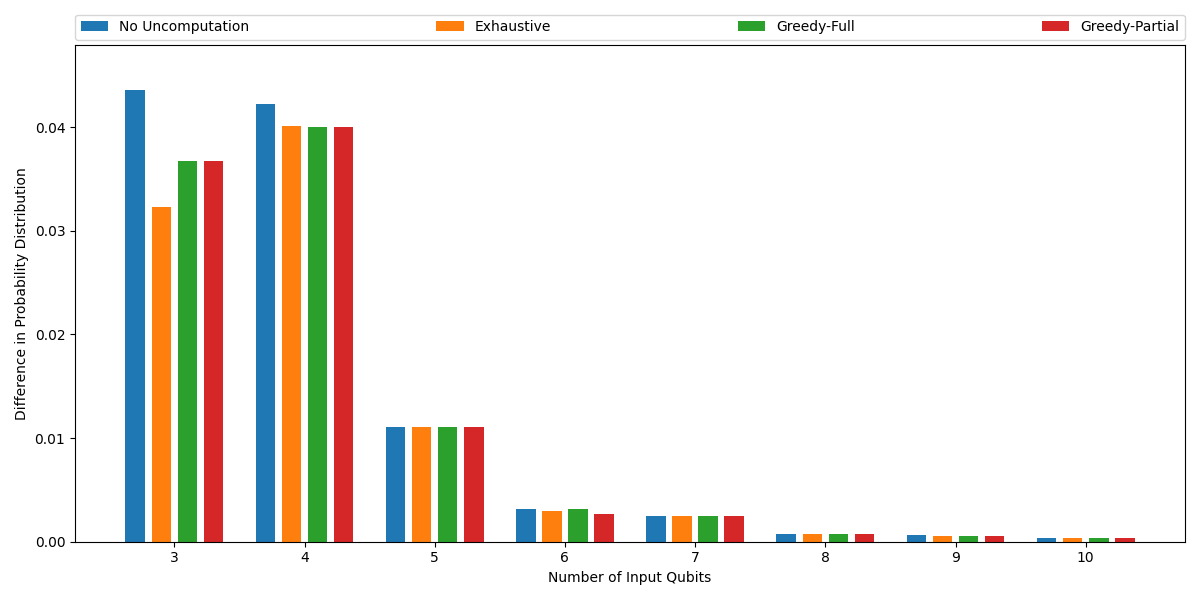 No Uncomputation Exhaustive Greedy-Full Greedy-Partial
Difference in Probability Distribution
0.04
0.03
0.02
0.01
0.00
3 4 5 6 7 8 9 10
Number of Input Qubits